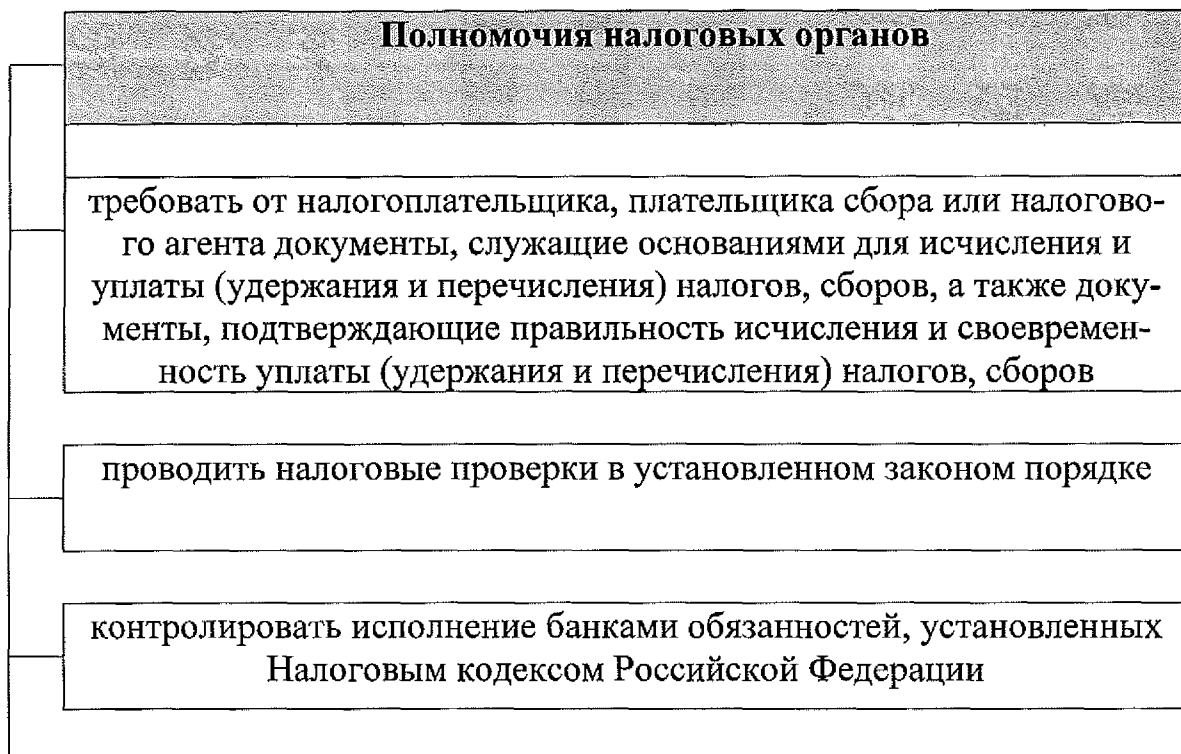 Полномочия налоговых органов
требовать от налогоплательщика, плательщика сбора или налогово-
го агента документы, служащие основаниями для исчисления и
уплаты (удержания и перечисления) налогов, сборов, а также доку-
менты, подтверждающие правильность исчисления и своевремен-
ность уплаты (удержания и перечисления) налогов, сборов
проводить налоговые проверки в установленном законом порядке
контролировать исполнение банками обязанностей, установленных
Налоговым кодексом Российской Федерации